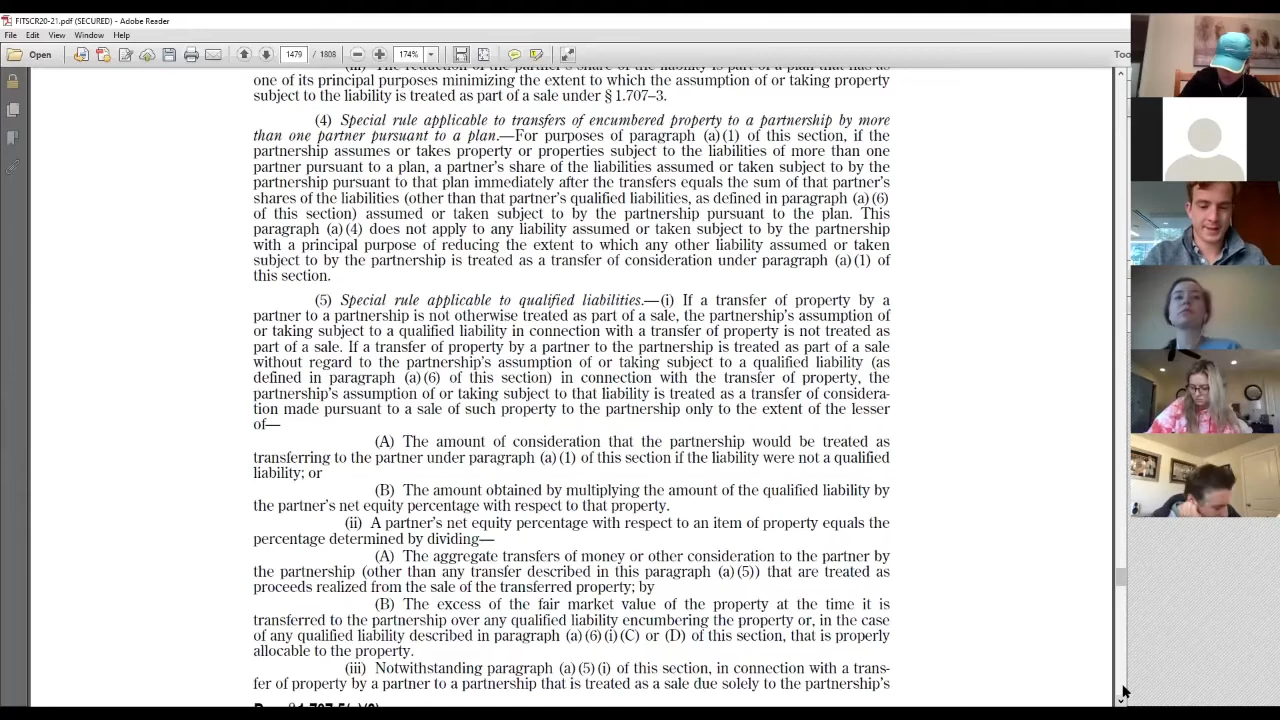 FITSCR20-21.pdf (SECURED) - Adobe Reader
File Edit View Window Help
Open 1479 / 1808 174% Too
one of its principal purposes minimizing the extent to which the assumption of or taking property
subject to the liability is treated as part of a sale under § 1.707–3.
(4) Special rule applicable to transfers of encumbered property to a partnership by more
than one partner pursuant to a plan.—For purposes of paragraph (a)(1) of this section, if the
partnership assumes or takes property or properties subject to the liabilities of more than one
partner pursuant to a plan, a partner's share of the liabilities assumed or taken subject to by the
partnership pursuant to that plan immediately after the transfers equals the sum of that partner's
shares of the liabilities (other than that partner's qualified liabilities, as defined in paragraph (a)(6)
of this section) assumed or taken subject to by the partnership pursuant to the plan. This
paragraph (a)(4) does not apply to any liability assumed or taken subject to by the partnership
with a principal purpose of reducing the extent to which any other liability assumed or taken
subject to by the partnership is treated as a transfer of consideration under paragraph (a)(1) of
this section.
(5) Special rule applicable to qualified liabilities.—(i) If a transfer of property by a
partner to a partnership is not otherwise treated as part of a sale, the partnership's assumption of
or taking subject to a qualified liability in connection with a transfer of property is not treated as
part of a sale. If a transfer of property by a partner to the partnership is treated as part of a sale
without regard to the partnership's assumption of or taking subject to a qualified liability (as
defined in paragraph (a)(6) of this section) in connection with the transfer of property, the
partnership's assumption of or taking subject to that liability is treated as a transfer of considera-
tion made pursuant to a sale of such property to the partnership only to the extent of the lesser
of—
(A) The amount of consideration that the partnership would be treated as
transferring to the partner under paragraph (a)(1) of this section if the liability were not a qualified
liability; or
(B) The amount obtained by multiplying the amount of the qualified liability by
the partner's net equity percentage with respect to that property.
(ii) A partner's net equity percentage with respect to an item of property equals the
percentage determined by dividing—
(A) The aggregate transfers of money or other consideration to the partner by
the partnership (other than any transfer described in this paragraph (a)(5)) that are treated as
proceeds realized from the sale of the transferred property; by
(B) The excess of the fair market value of the property at the time it is
transferred to the partnership over any qualified liability encumbering the property or, in the case
of any qualified liability described in paragraph (a)(6)(i)(C) or (D) of this section, that is properly
allocable to the property.
(iii) Notwithstanding paragraph (a)(5)(i) of this section, in connection with a trans-
fer of property by a partner to a partnership that is treated as a sale due solely to the partnership's